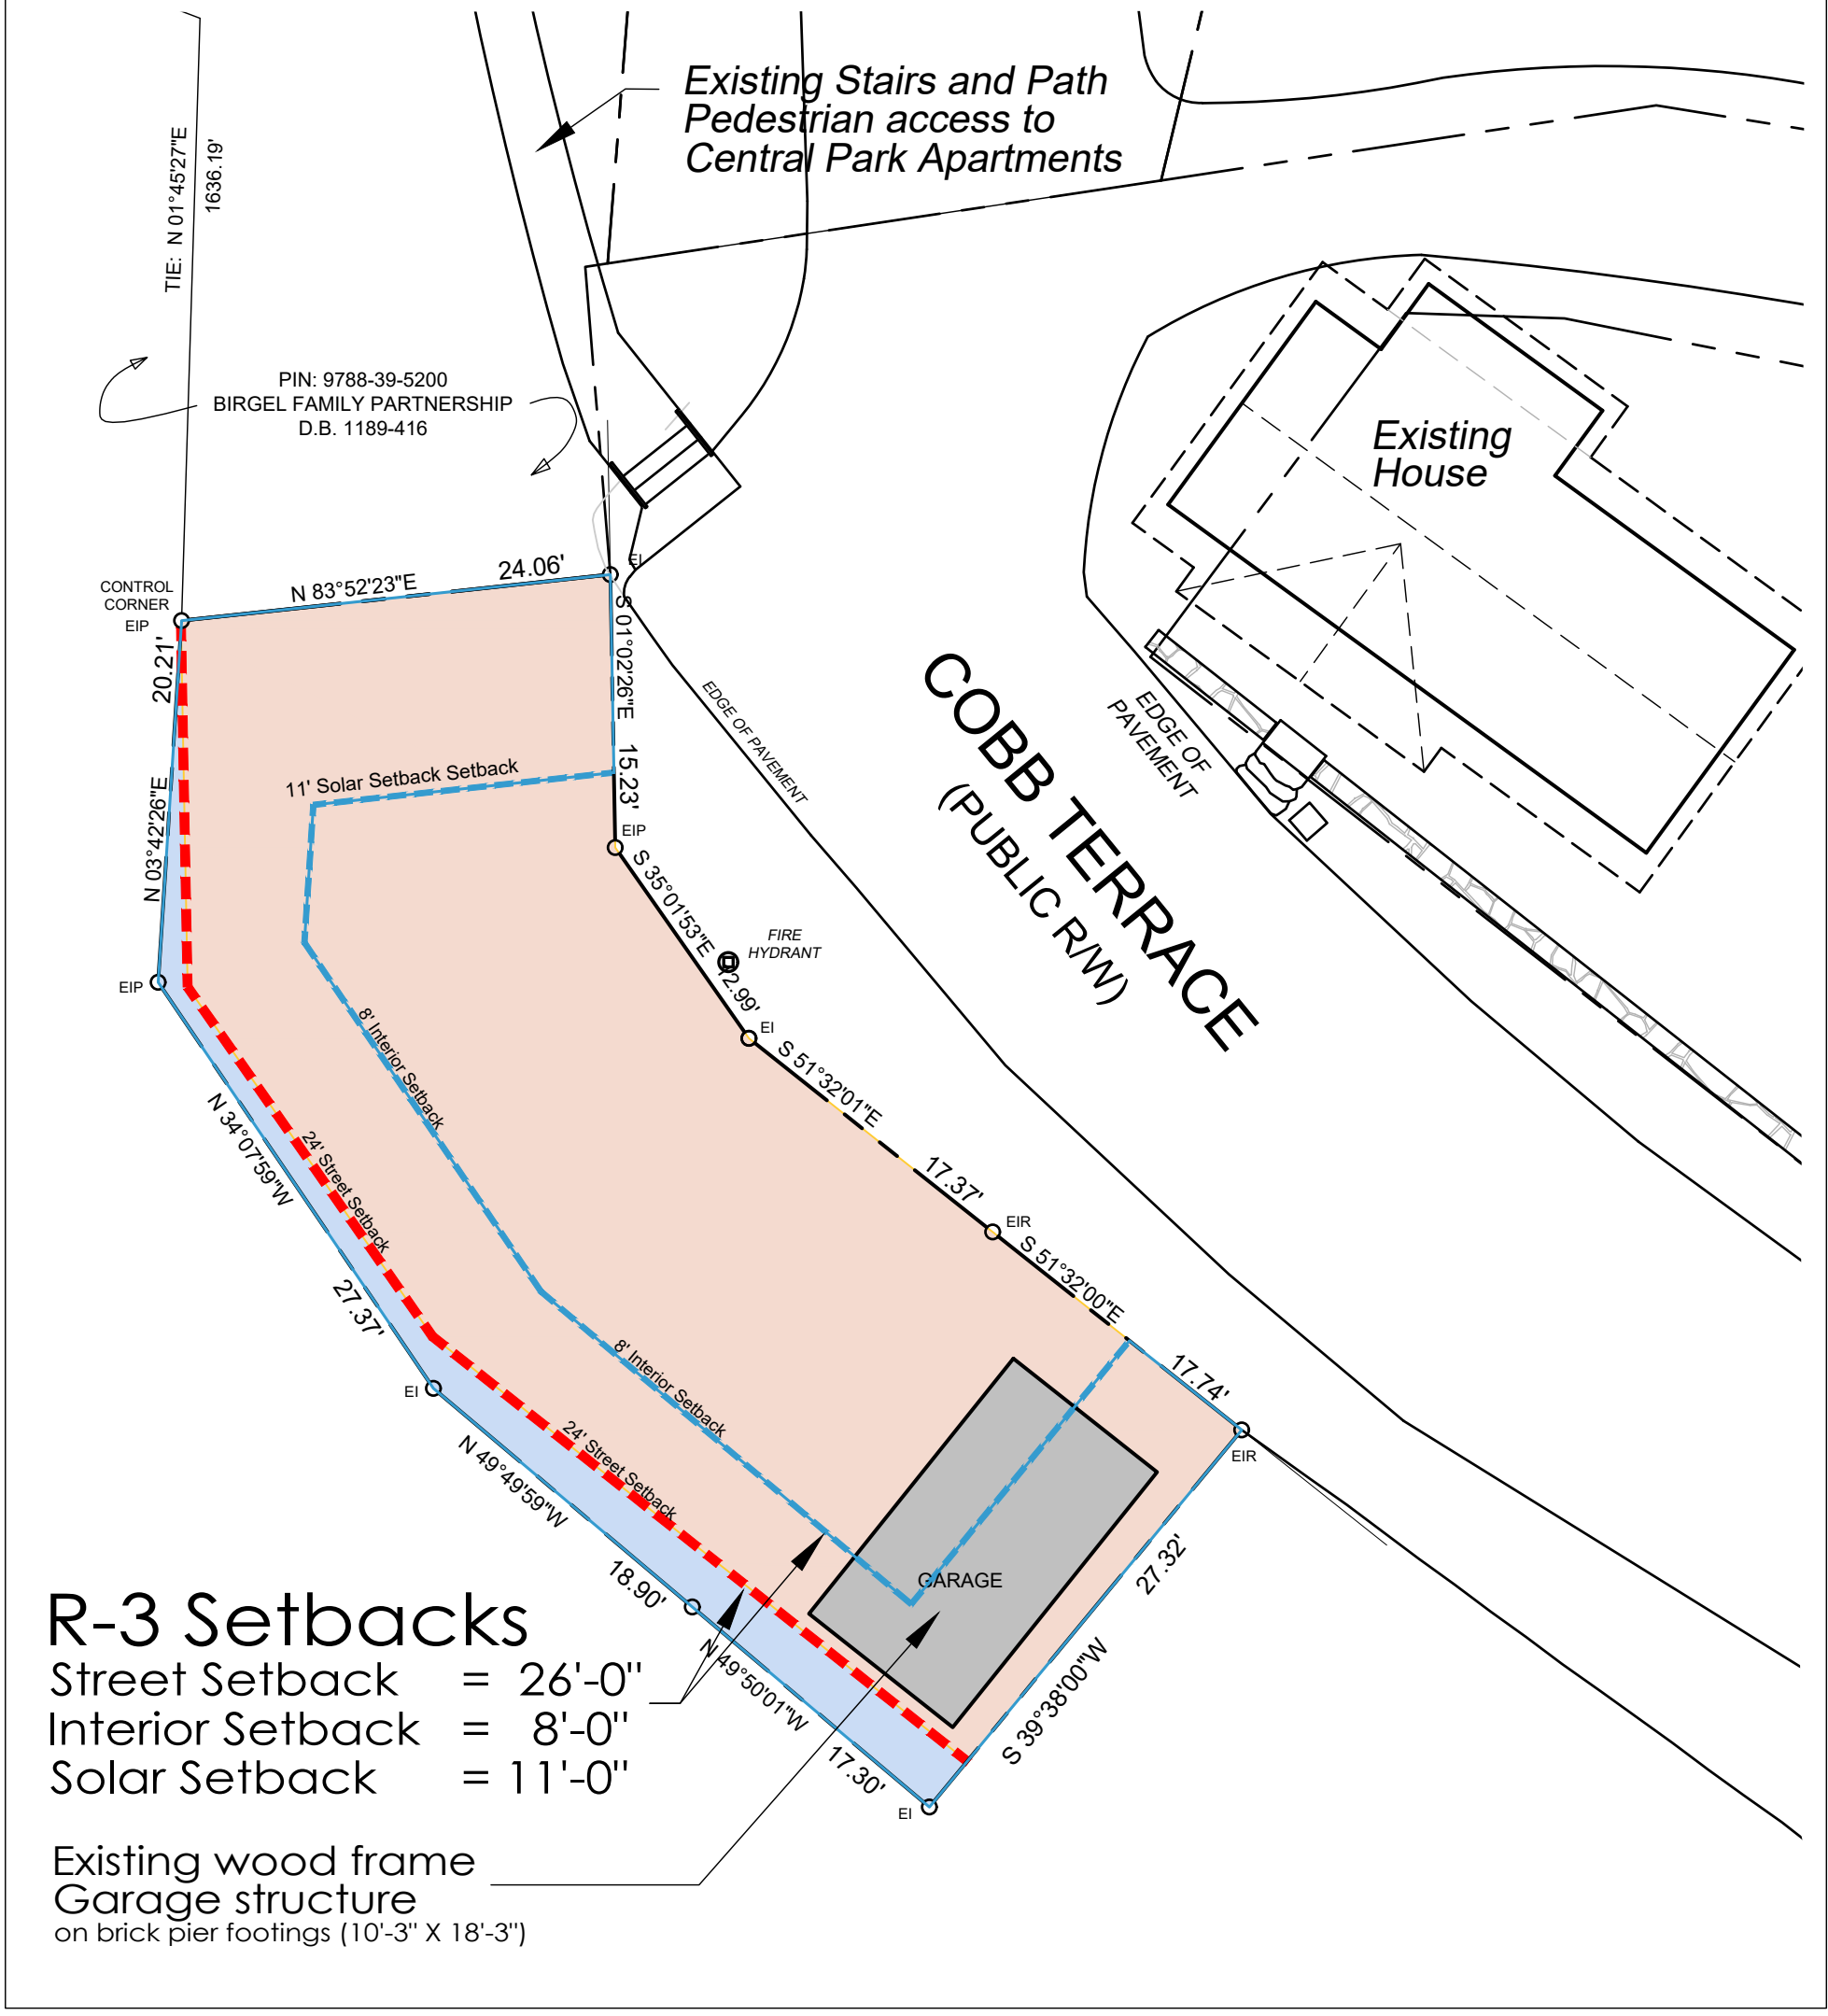 Existing Stairs and Path
Pedestrian access to
Central Park Apartments
TIE: N 01°45'27"E
1636.19'
PIN: 9788-39-5200
BIRGEL FAMILY PARTNERSHIP
D.B. 1189-416
Existing
House
CONTROL
CORNER
EIP
N 83°52'23"E
24.06'
EI
S 01°02'26"E
15.23'
20.21'
N 03°42'26"E
11' Solar Setback Setback
EDGE OF PAVEMENT
EDGE OF
PAVEMENT
COBB TERRACE
(PUBLIC R/W)
EIP
S 35°01'53"E
12.99'
FIRE
HYDRANT
EIP
EI
8' Interior Setback
S 51°32'01"E
17.37'
N 34°07'59"W
24' Street Setback
27.37'
EIR
S 51°32'00"E
17.74'
EI
8' Interior Setback
24' Street Setback
EIR
N 49°49'59"W
18.90'
GARAGE
27.32'
S 39°38'00"W
N 49°50'01"W
17.30'
EI
R-3 Setbacks
Street Setback = 26'-0"
Interior Setback = 8'-0"
Solar Setback = 11'-0"
Existing wood frame
Garage structure
on brick pier footings (10'-3" X 18'-3")